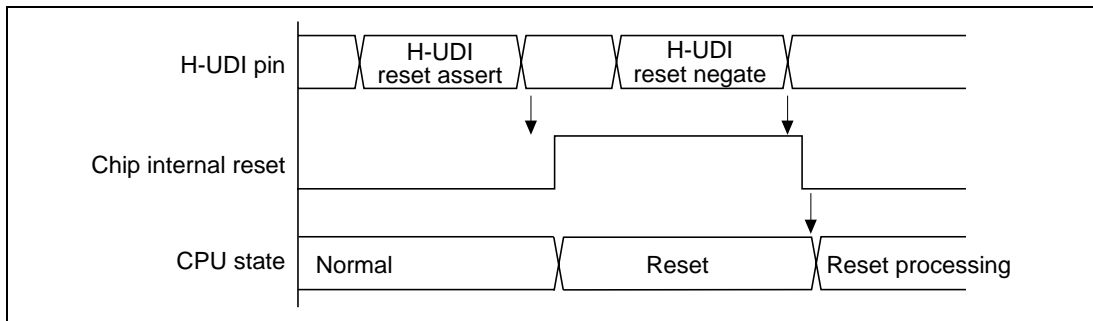 H-UDI pin
H-UDI
reset assert
H-UDI
reset negate
Chip internal reset
CPU state
Normal
Reset
Reset processing